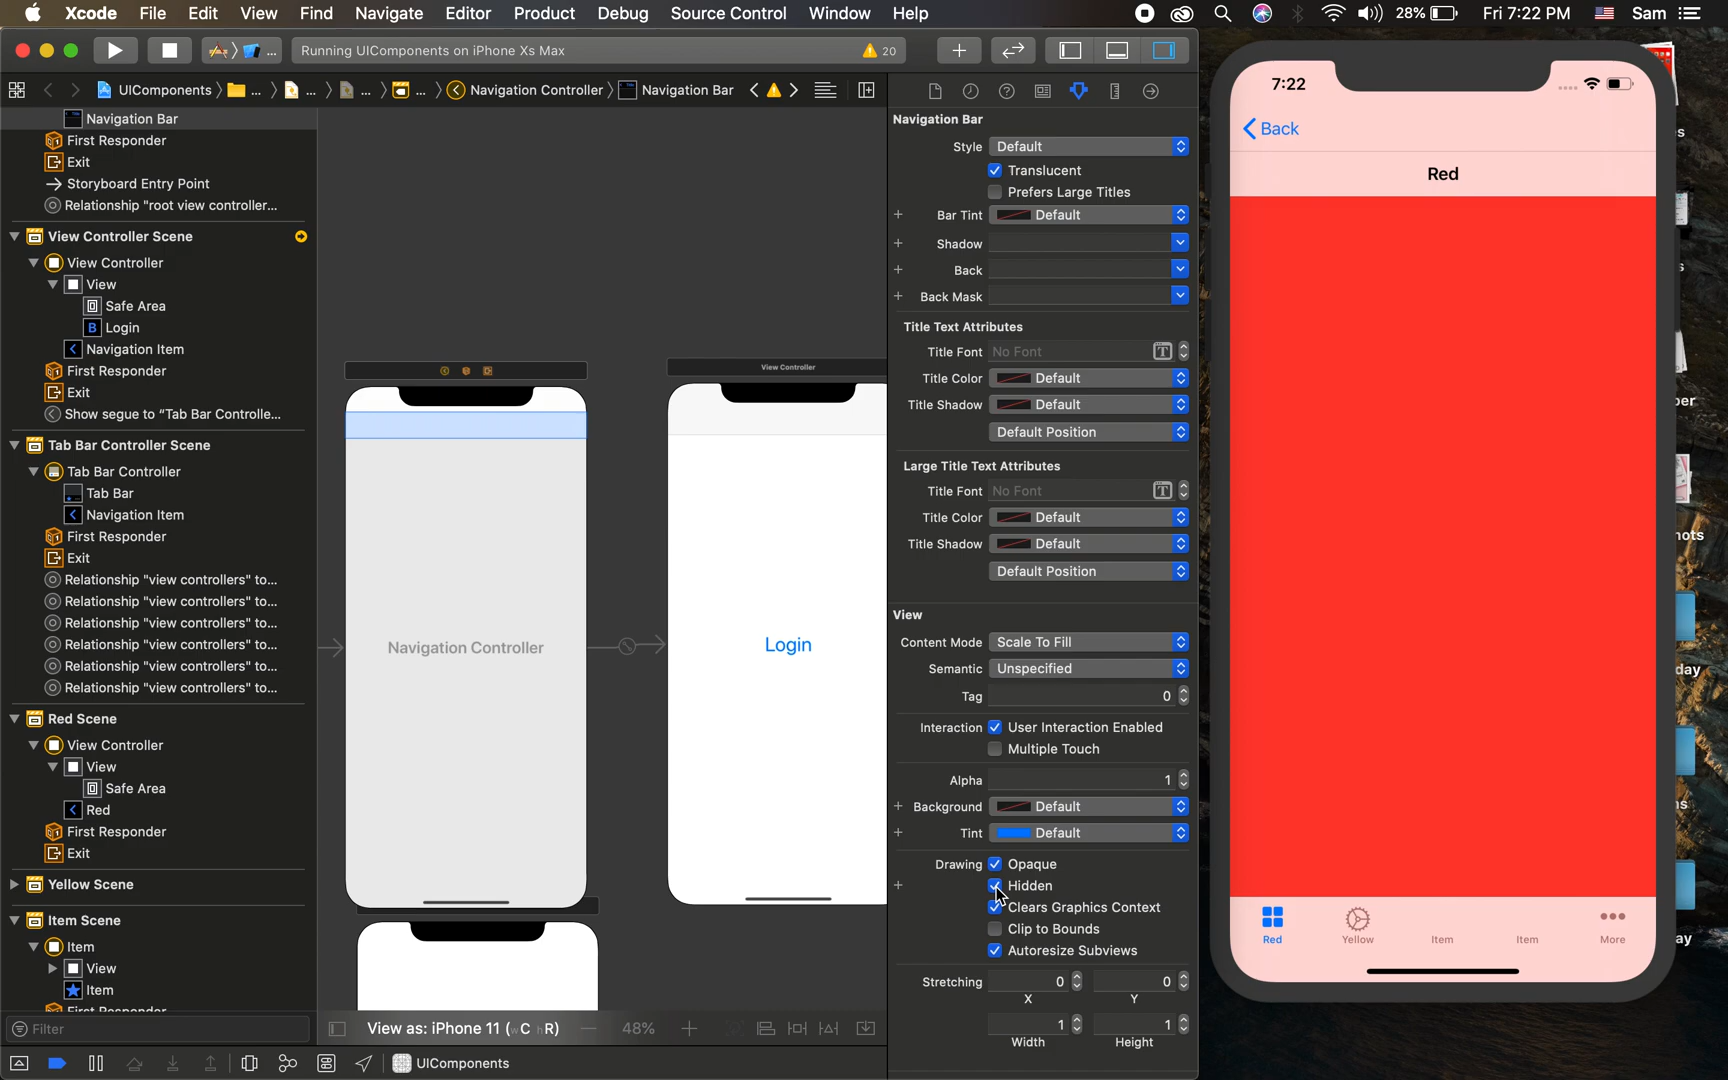 Xcode File Edit View Find Navigate Editor Product Debug Source Control Window Help 28% Fri 7:22 PM Sam
... Running UIComponents on iPhone Xs Max 20
UIComponents ... ... ... ... Navigation Controller Navigation Bar
Navigation Bar
First Responder
Exit
Storyboard Entry Point
Relationship "root view controller...
View Controller Scene
View Controller
View
Safe Area
B Login
Navigation Item
First Responder
Exit
Show segue to “Tab Bar Controlle...
Tab Bar Controller Scene
Tab Bar Controller
Tab Bar
Navigation Item
First Responder
Exit
Relationship "view controllers" to...
Relationship "view controllers" to...
Relationship "view controllers" to...
Relationship "view controllers" to...
Relationship "view controllers" to...
Relationship "view controllers" to...
Red Scene
View Controller
View
Safe Area
Red
First Responder
Exit
Yellow Scene
Item Scene
Item
View
Item
First Responder
Filter
View Controller
Navigation Controller
Login
View as: iPhone 11 (wC hR) 48%
UIComponents
Navigation Bar
Style Default
Translucent
Prefers Large Titles
Bar Tint Default
Shadow
Back
Back Mask
Title Text Attributes
Title Font No Font
Title Color Default
Title Shadow Default
Default Position
Large Title Text Attributes
Title Font No Font
Title Color Default
Title Shadow Default
Default Position
View
Content Mode Scale To Fill
Semantic Unspecified
Tag 0
Interaction User Interaction Enabled
Multiple Touch
Alpha 1
Background Default
Tint Default
Drawing Opaque
Hidden
Clears Graphics Context
Clip to Bounds
Autoresize Subviews
Stretching 0 0
X Y
1 1
Width Height
7:22
Back
Red
Red Yellow Item Item More